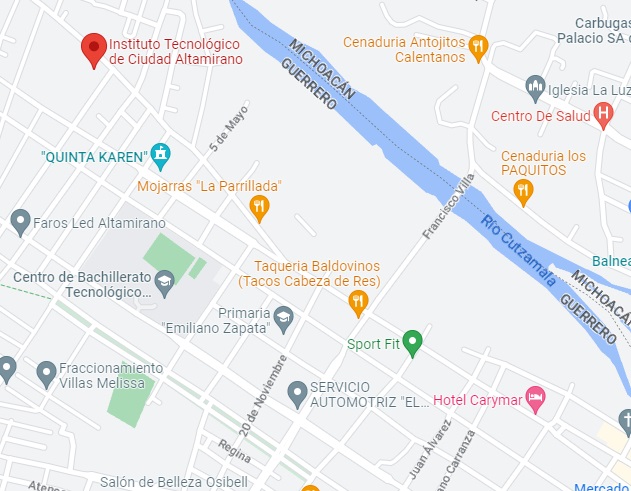 Carbugas
Palacio SA d
Instituto Tecnológico
de Ciudad Altamirano
MICHOACÁN
GUERRERO
Cenaduria Antojitos
Calentanos
Iglesia La Luz
Centro De Salud
5 de Mayo
"QUINTA KAREN"
Cenaduria los
PAQUITOS
Mojarras "La Parrillada"
Francisco Villa
Faros Led Altamirano
Río Cutzamala
Balnea
Taqueria Baldovinos
(Tacos Cabeza de Res)
Centro de Bachillerato
Tecnológico...
MICHOACÁN
GUERRERO
Primaria
"Emiliano Zapata"
Sport Fit
Fraccionamiento
Villas Melissa
20 de Noviembre
SERVICIO
AUTOMOTRIZ "EL...
Hotel Carymar
Juan Álvarez
ano Carranza
Regina
Salón de Belleza Osibell
Mercado